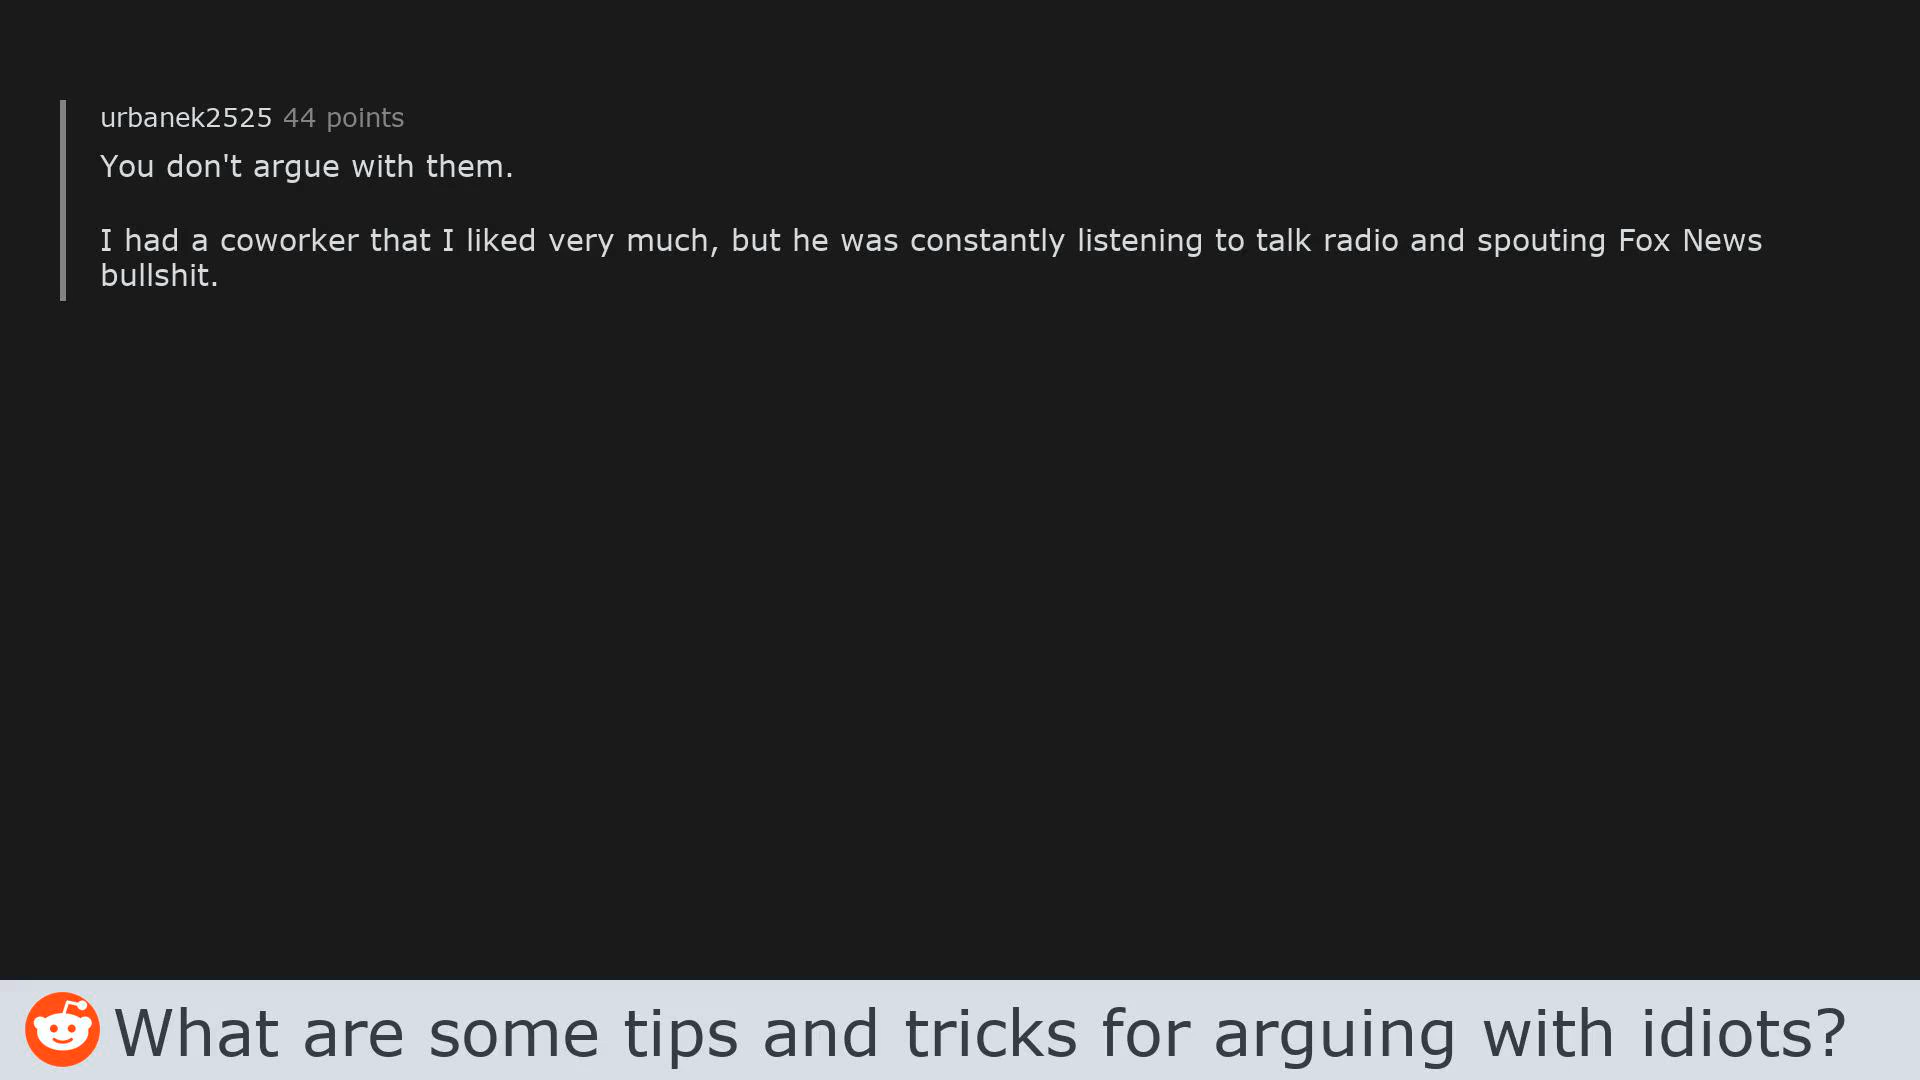 urbanek2525 44 points
You don't argue with them.
I had a coworker that I liked very much, but he was constantly listening to talk radio and spouting Fox News
bullshit.
What are some tips and tricks for arguing with idiots?